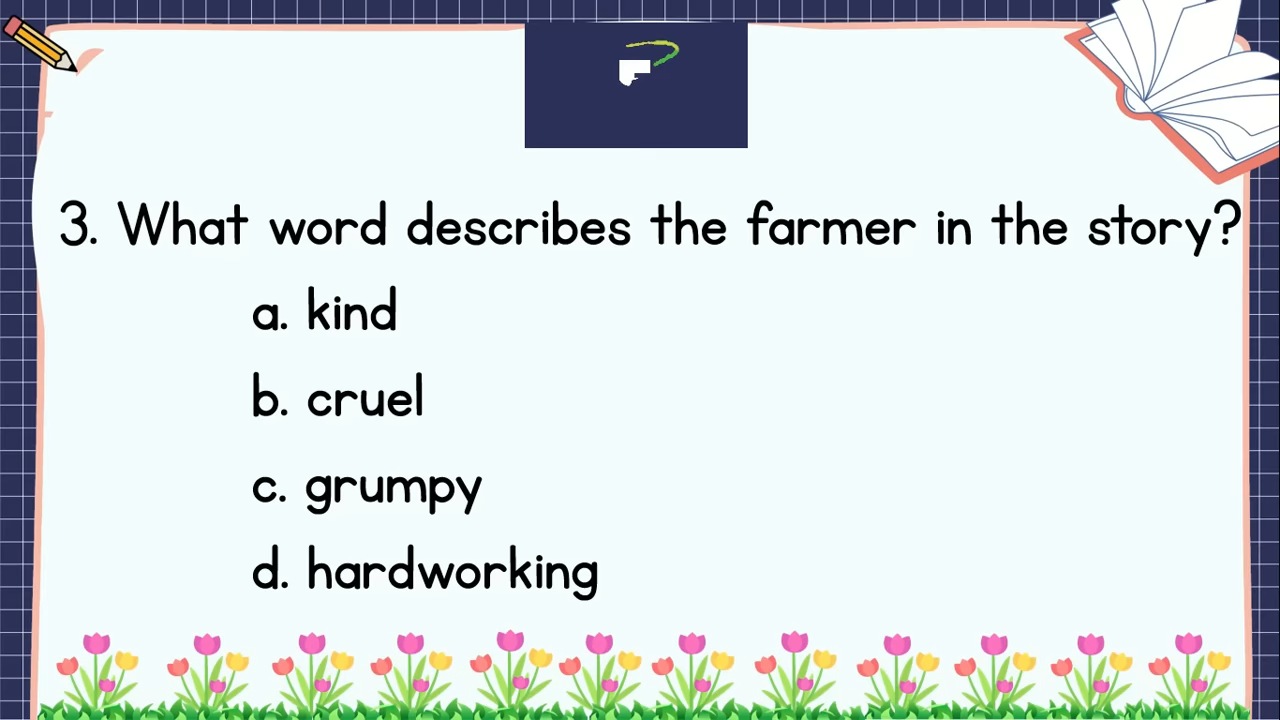 3. What word describes the farmer in the story?
a. kind
b. cruel
c. grumpy
d. hardworking